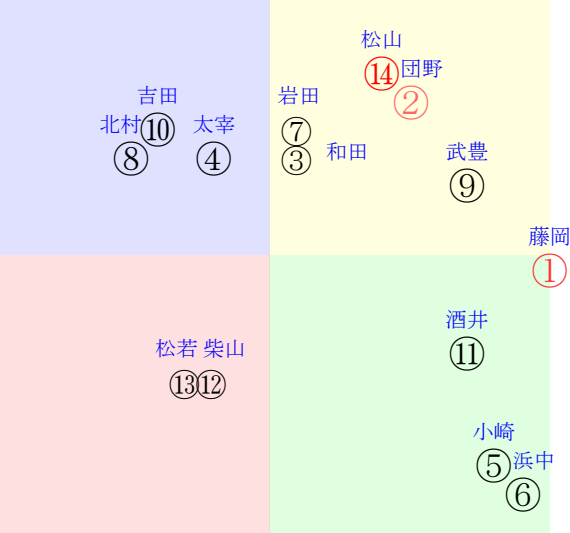 松山
⑭ 団野
②
吉田
岩田
北村 ⑩ 太宰
⑦
⑧ ④ ③ 和田
武豊
⑨
藤岡
①
酒井
⑪
松若 柴山
⑬⑫
小崎
⑤ 浜中
⑥